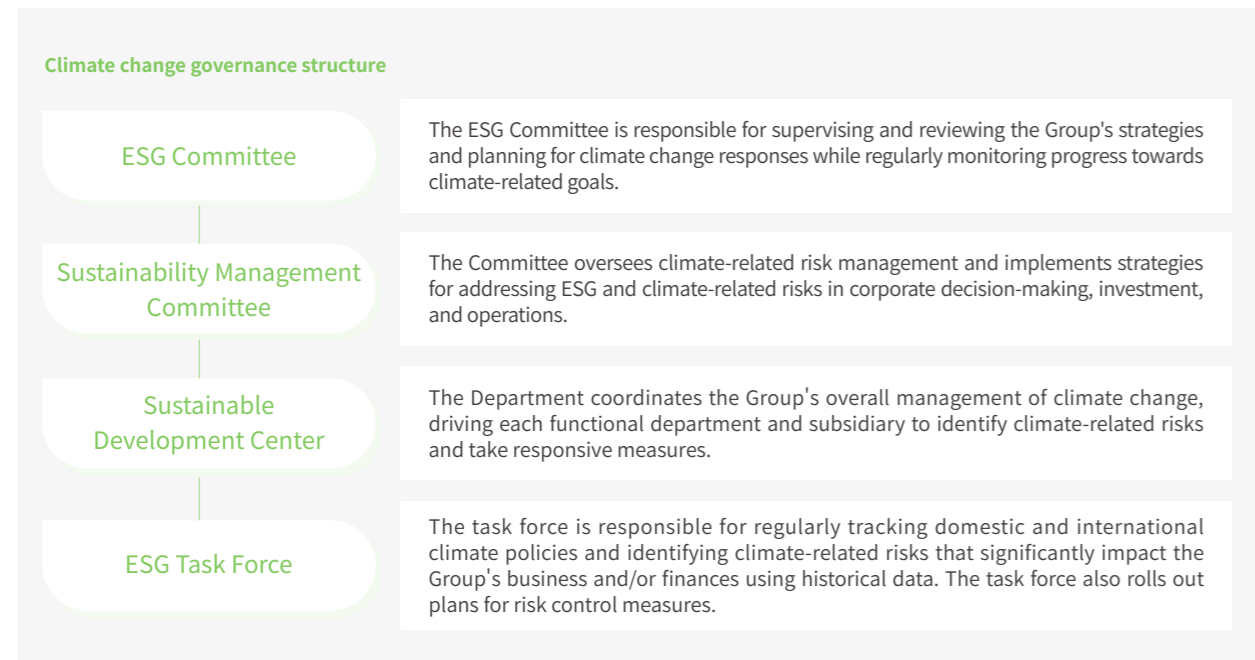 Climate change governance structure
ESG Committee
The ESG Committee is responsible for supervising and reviewing the Group's strategies
and planning for climate change responses while regularly monitoring progress towards
climate-related goals.
Sustainability Management
Committee
The Committee oversees climate-related risk management and implements strategies
for addressing ESG and climate-related risks in corporate decision-making, investment,
and operations.
Sustainable
Development Center
The Department coordinates the Group's overall management of climate change,
driving each functional department and subsidiary to identify climate-related risks
and take responsive measures.
ESG Task Force
The task force is responsible for regularly tracking domestic and international
climate policies and identifying climate-related risks that significantly impact the
Group's business and/or finances using historical data. The task force also rolls out
plans for risk control measures.